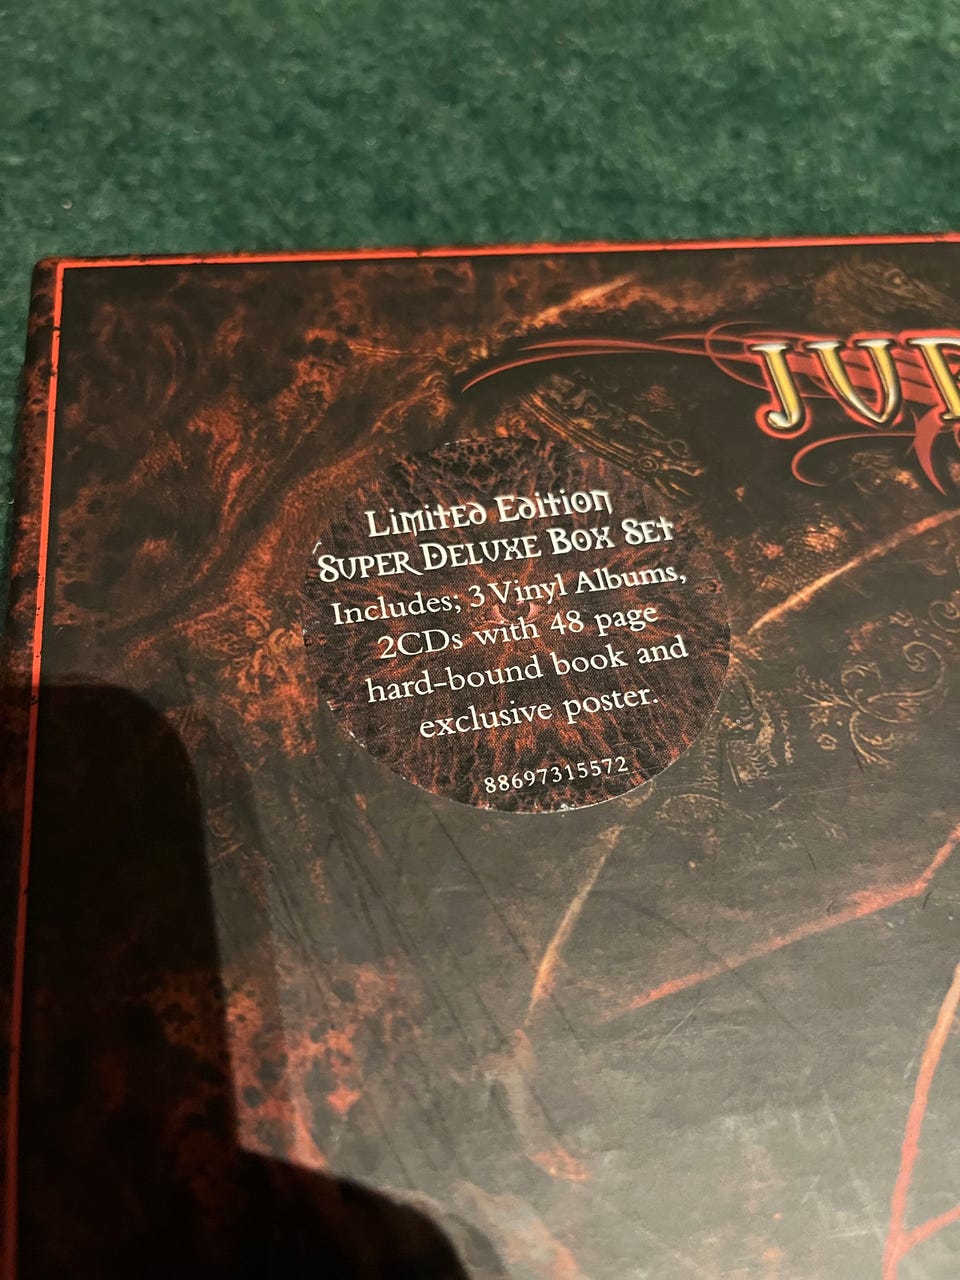 JU
Limited Edition
Super Deluxe Box Set
Includes; 3 Vinyl Albums,
2CDs with 48 page
hard-bound book and
exclusive poster.
88697315572